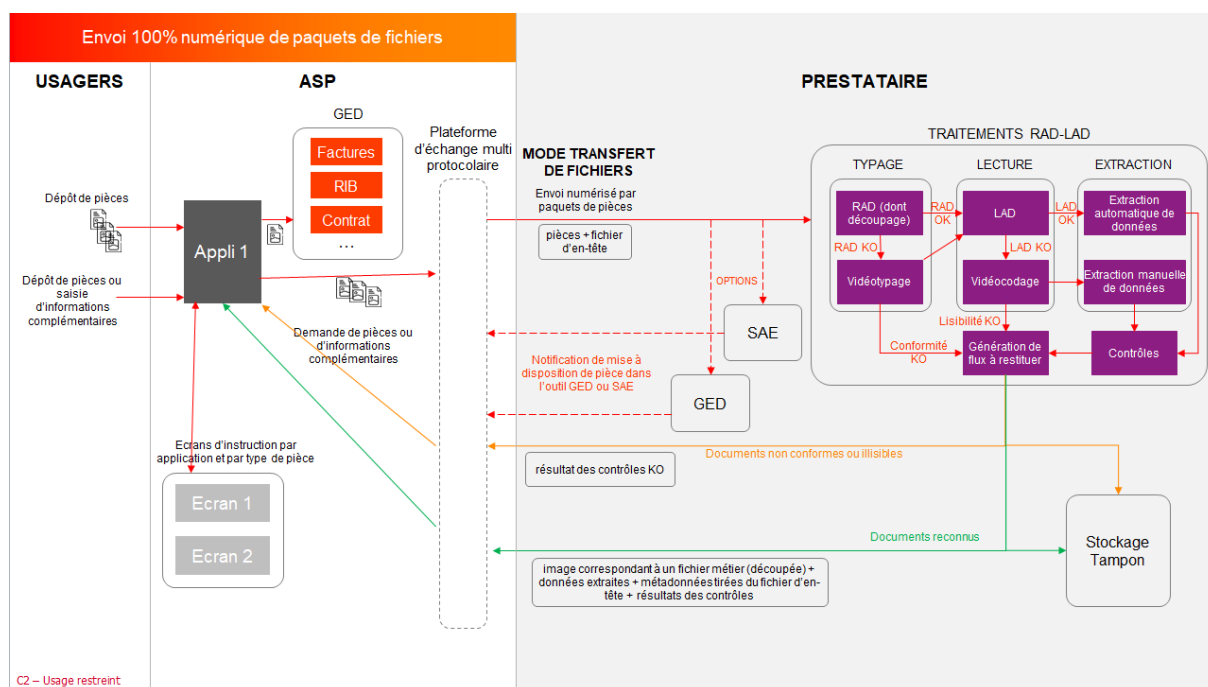 Envoi 100% numérique de paquets de fichiers
USAGERS
ASP
PRESTATAIRE
GED
Factures
RIB
Contrat
...
Plateforme
d'échange multi
protocolaire
Dépôt de pièces
Appli 1
Dépôt de pièces ou
saisie
d'informations
complémentaires
Demande de pièces ou
d'informations
complémentaires
Ecrans d'instruction par
application et par type de pièce
Ecran 1
Ecran 2
MODE TRANSFERT
DE FICHIERS
Envoi numérisé par
paquets de pièces
pièces + fichier
d'en-tête
OPTIONS
SAE
Notification de mise à
disposition de pièce dans
l'outil GED ou SAE
GED
TRAITEMENTS RAD-LAD
TYPAGE
LECTURE
EXTRACTION
RAD (dont
découpage)
RAD
OK
LAD
LAD
OK
Extraction
automatique de
données
RAD KO
LAD KO
Vidéotypage
Vidéocodage
Extraction manuelle
de données
Lisibilité KO
Conformité
KO
Génération de
flux à restituer
Contrôles
Documents non conformes ou illisibles
résultat des contrôles KO
Documents reconnus
image correspondant à un fichier métier (découpée) +
données extraites + métadonnées tirées du fichier d'en-
tête + résultats des contrôles
Stockage
Tampon
C2 – Usage restreint